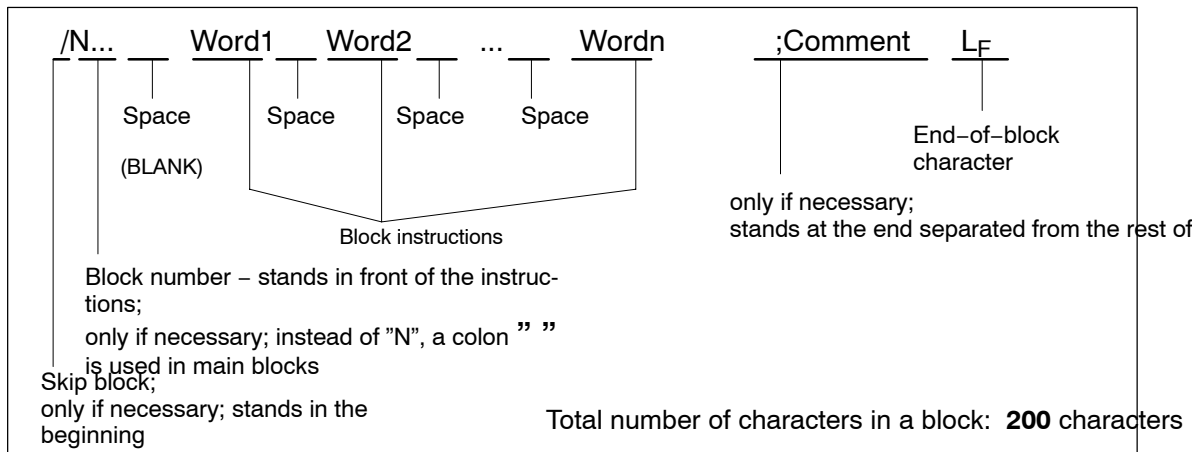 /N... Word1 Word2 ... Wordn ;Comment LF
Space Space Space Space
(BLANK)
End–of–block
character
only if necessary;
stands at the end separated from the rest of
Block instructions
Block number – stands in front of the instruc-
tions;
only if necessary; instead of ”N”, a colon ” ”
is used in main blocks
Skip block;
only if necessary; stands in the
beginning
Total number of characters in a block: 200 characters